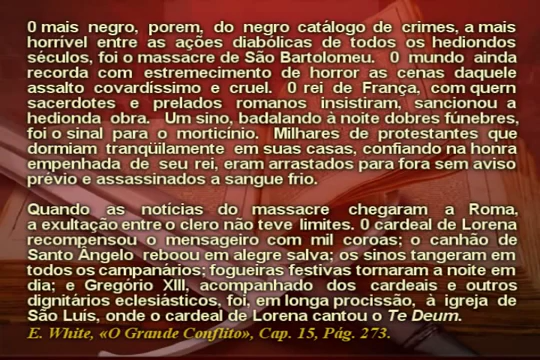 0 mais negro, porem, do negro catálogo de crimes, a mais
horrível entre as ações diabólicas de todos os hediondos
séculos, foi o massacre de São Bartolomeu. 0 mundo ainda
recorda com estremecimento de horror as cenas daquele
assalto covardíssimo e cruel. 0 rei de França, com quern
sacerdotes e prelados romanos insistiram, sancionou a
hedionda obra. Um sino, badalando à noite dobres fúnebres,
foi o sinal para o morticínio. Milhares de protestantes que
dormiam tranqüilamente em suas casas, confiando na honra
empenhada de seu rei, eram arrastados para fora sem aviso
prévio e assassinados a sangue frio.
Quando as notícias do massacre chegaram a Roma,
a exultação entre o clero não teve limites. 0 cardeal de Lorena
recompensou o mensageiro com mil coroas; o canhão de
Santo Ângelo reboou em alegre salva; os sinos tangeram em
todos os campanários; fogueiras festivas tornaram a noite em
dia; e Gregório XIII, acompanhado dos cardeais e outros
dignitários eclesiásticos, foi, em longa procissão, à igreja de
São Luís, onde o cardeal de Lorena cantou o Te Deum.
E. White, «O Grande Conflito», Cap. 15, Pág. 273.